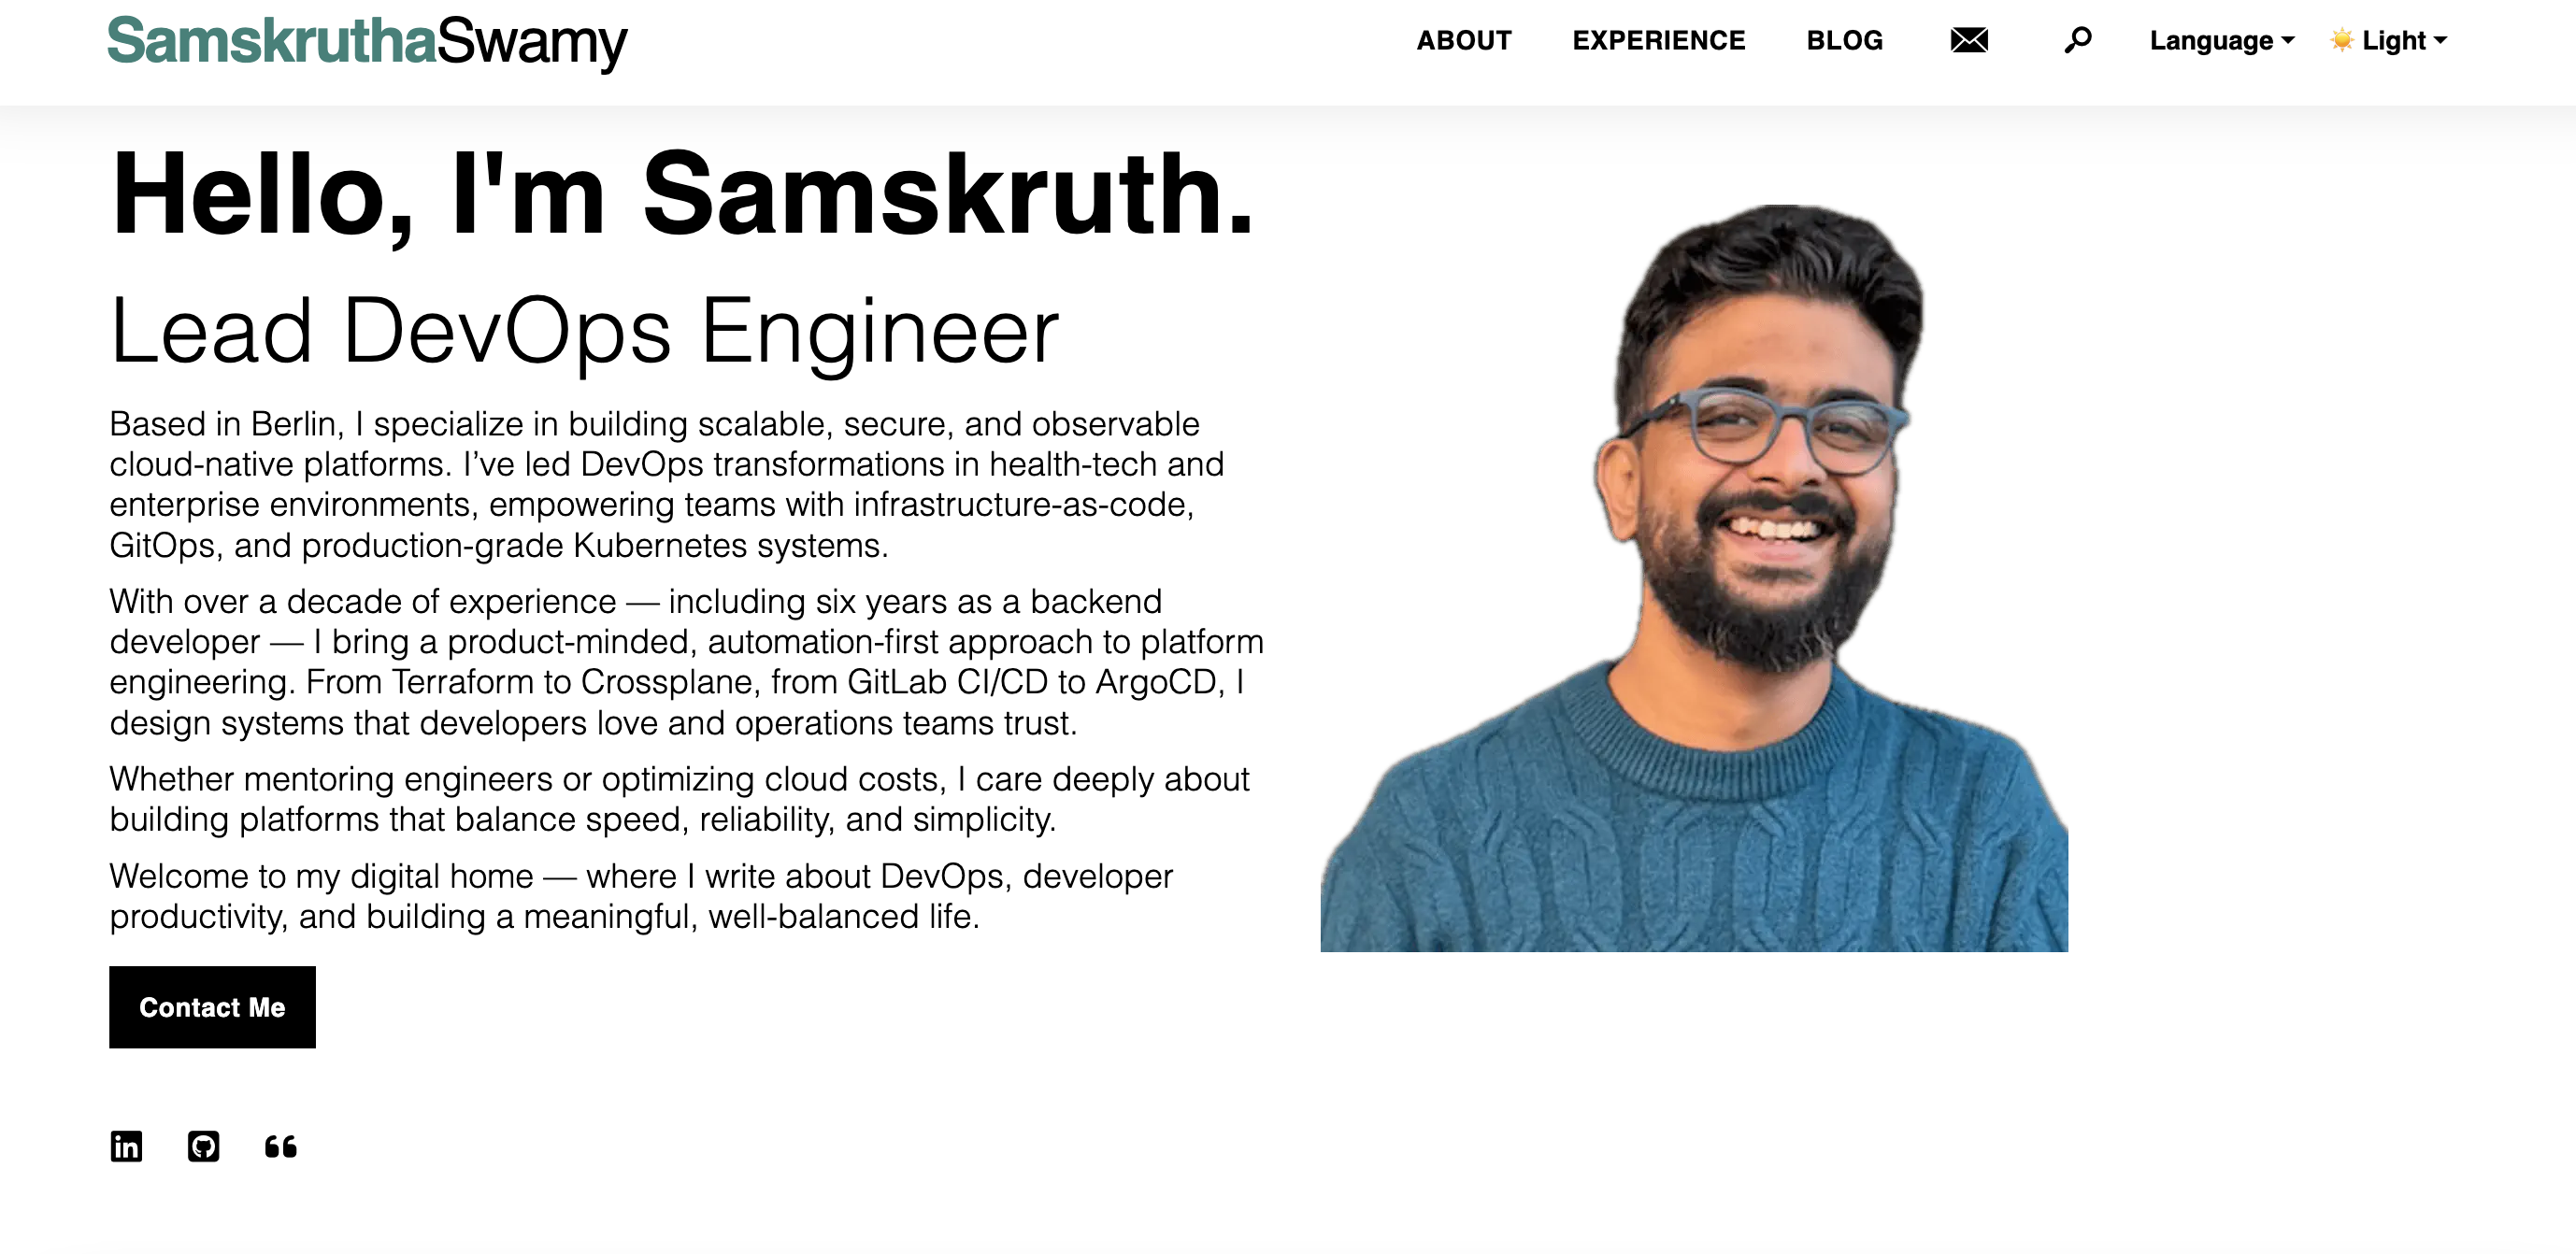 SamskruthaSwamy
ABOUT EXPERIENCE BLOG Language Light
Hello, I'm Samskruth.
Lead DevOps Engineer
Based in Berlin, I specialize in building scalable, secure, and observable
cloud-native platforms. I’ve led DevOps transformations in health-tech and
enterprise environments, empowering teams with infrastructure-as-code,
GitOps, and production-grade Kubernetes systems.
With over a decade of experience — including six years as a backend
developer — I bring a product-minded, automation-first approach to platform
engineering. From Terraform to Crossplane, from GitLab CI/CD to ArgoCD, I
design systems that developers love and operations teams trust.
Whether mentoring engineers or optimizing cloud costs, I care deeply about
building platforms that balance speed, reliability, and simplicity.
Welcome to my digital home — where I write about DevOps, developer
productivity, and building a meaningful, well-balanced life.
Contact Me
in